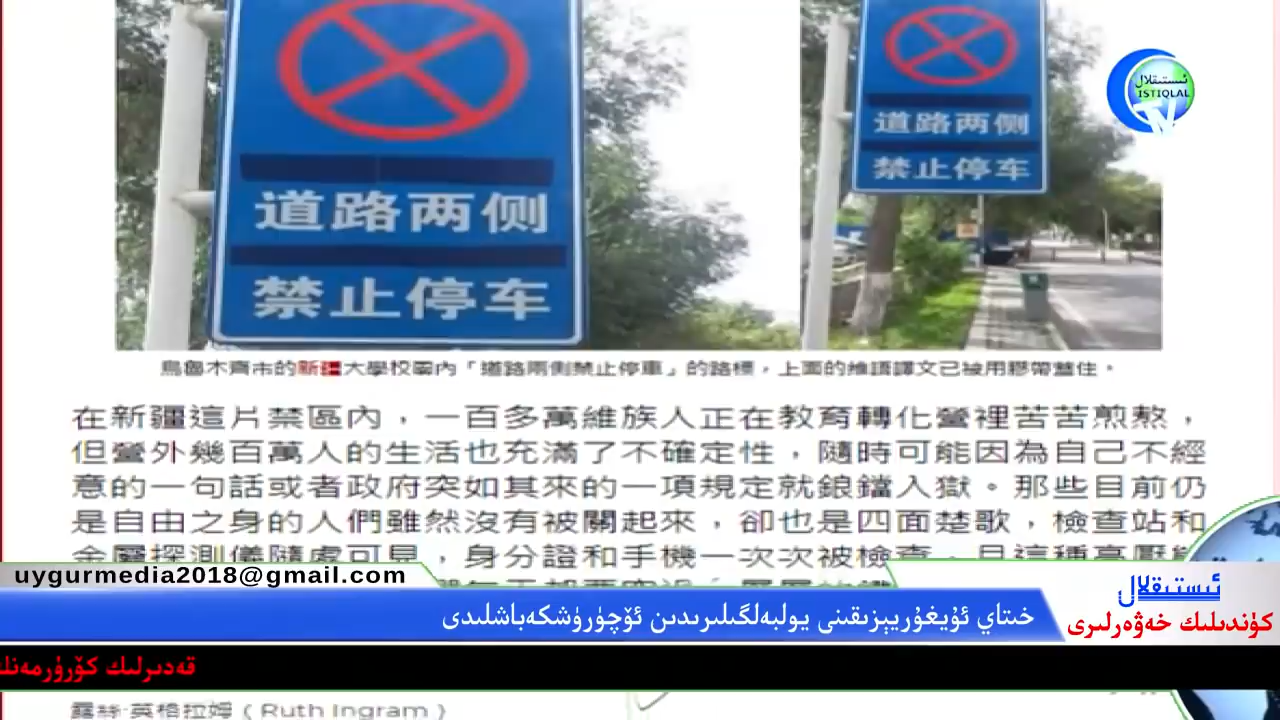 道路两侧
禁止停车
道路两侧
禁止停车
ئىستىقلال
ISTIQLAL
TV
烏魯木齊市的新疆大學校園內「道路兩側禁止停車」的路標，上面的維語譯文已被用膠帶蓋住。
在新疆這片禁區內，一百多萬維族人正在教育轉化營裡苦苦煎熬，
但營外幾百萬人的生活也充滿了不確定性，隨時可能因為自己不經
意的一句話或者政府突如其來的一項規定就鋃鐺入獄。那些目前仍
是自由之身的人們雖然沒有被關起來，卻也是四面楚歌，檢查站和
金屬探測儀隨處可見，身分證和手機一次次被檢查，且這種高壓
uygurmedia2018@gmail.com
ئىستىقلال
كۈندىلىك خەۋەرلىرى
خىتاي ئۇيغۇريېزىقىنى يولبەلگىلىرىدىن ئۆچۈرۈشكەباشلىدى
قەدىرلىك كۆرۈرمەنل
露絲·英格拉姆（Ruth Ingram）